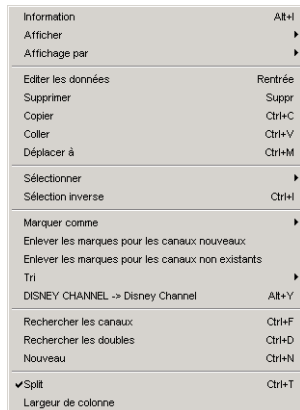 Information Alt+I
Afficher
Affichage par
Editer les données Rentrée
Supprimer Suppr
Copier Ctrl+C
Coller Ctrl+V
Déplacer à Ctrl+M
Sélectionner
Sélection inverse Ctrl+I
Marquer comme
Enlever les marques pour les canaux nouveaux
Enlever les marques pour les canaux non existants
Tri
DISNEY CHANNEL -> Disney Channel Alt+Y
Rechercher les canaux Ctrl+F
Rechercher les doubles Ctrl+D
Nouveau Ctrl+N
Split Ctrl+T
Largeur de colonne